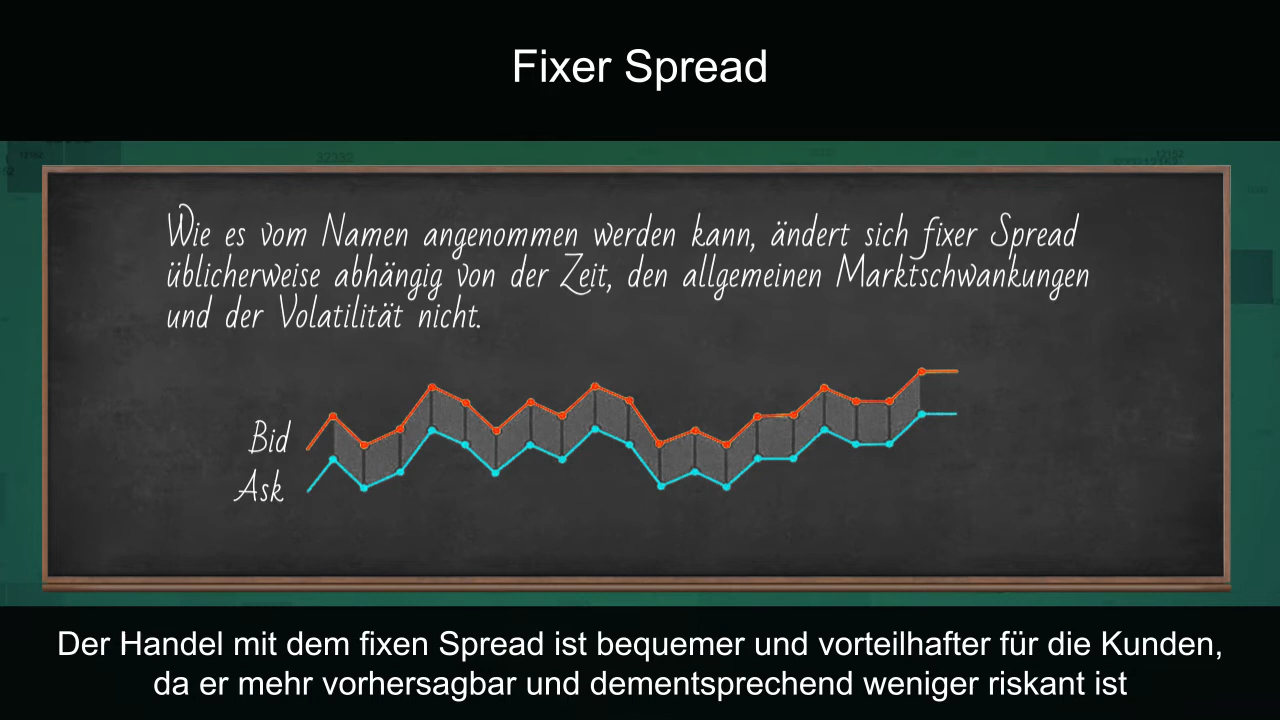 Fixer Spread
32332
Wie es vom Namen angenommen werden kann, ändert sich fixer Spread
üblicherweise abhängig von der Zeit, den allgemeinen Marktschwankungen
und der Volatilität nicht.
Bid
Ask
Der Handel mit dem fixen Spread ist bequemer und vorteilhafter für die Kunden,
da er mehr vorhersagbar und dementsprechend weniger riskant ist